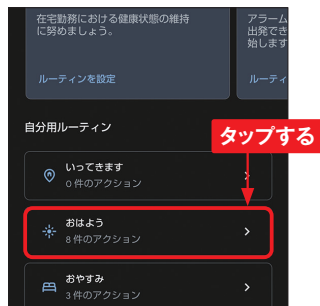 在宅勤務における健康状態の維持
に努めましょう。
アラーム
出発でき
始します
ルーティンを設定
ルーティ
自分用ルーティン
タップする
いってきます
0 件のアクション
おはよう
8 件のアクション
おやすみ
3 件のアクション